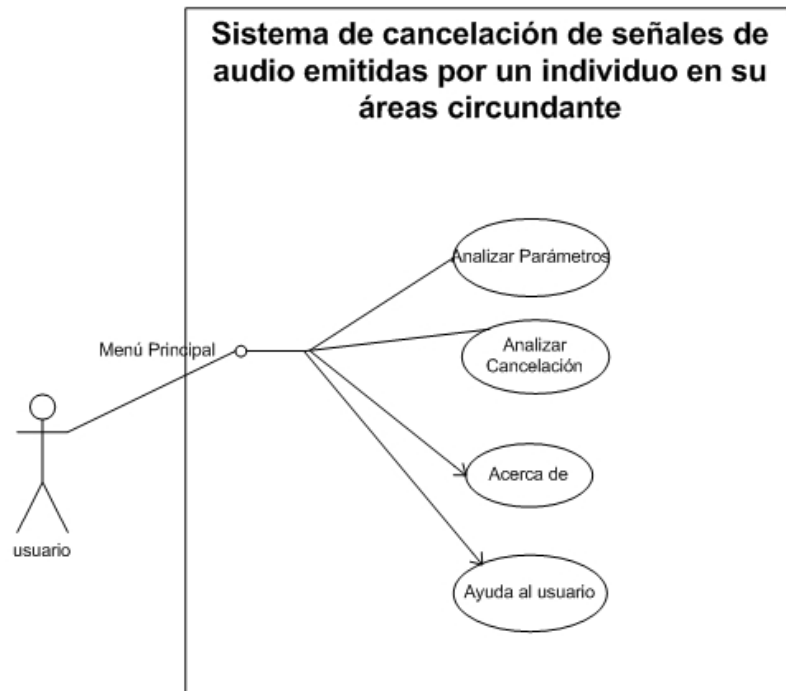 Sistema de cancelación de señales de
audio emitidas por un individuo en su
áreas circundante
Analizar Parámetros
Menú Principal
Analizar
Cancelación
Acerca de
usuario
Ayuda al usuario